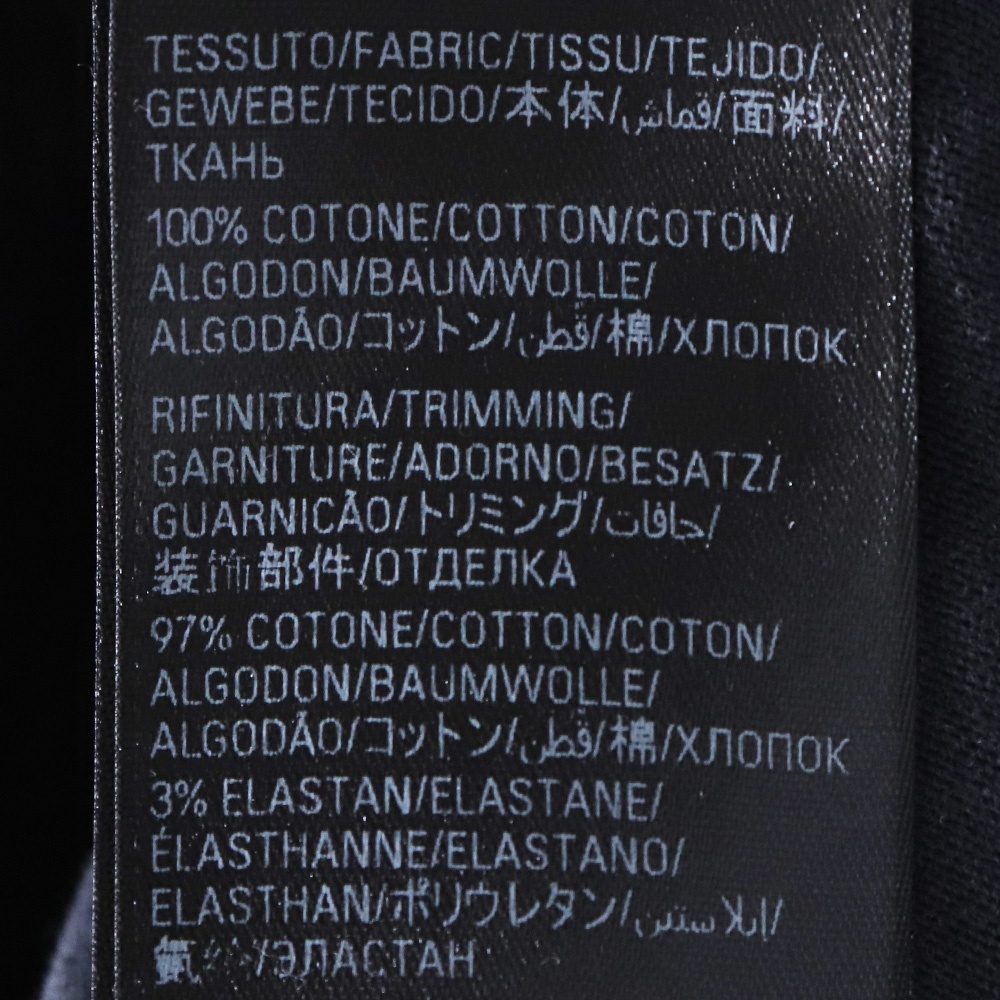 TESSUTO/FABRIC/TISSU/TEJIDO/
GEWEBE/TECIDO/本体/قماش/面料/
ТКАНЬ
100% COTONE/COTTON/COTON/
ALGODON/BAUMWOLLE/
ALGODÃO/コットン/قطن/棉/ХЛОПОК
RIFINITURA/TRIMMING/
GARNITURE/ADORNO/BESATZ/
GUARNICÃO/トリミング/حافات/
装饰部件/ОТДЕЛКА
97% COTONE/COTTON/COTON/
ALGODON/BAUMWOLLE/
ALGODÃO/コットン/قطن/棉/ХЛОПОК
3% ELASTAN/ELASTANE/
ÉLASTHANNE/ELASTANO/
ELASTHAN/ポリウレタン/ايلاستين/
/ЭЛАСТАН